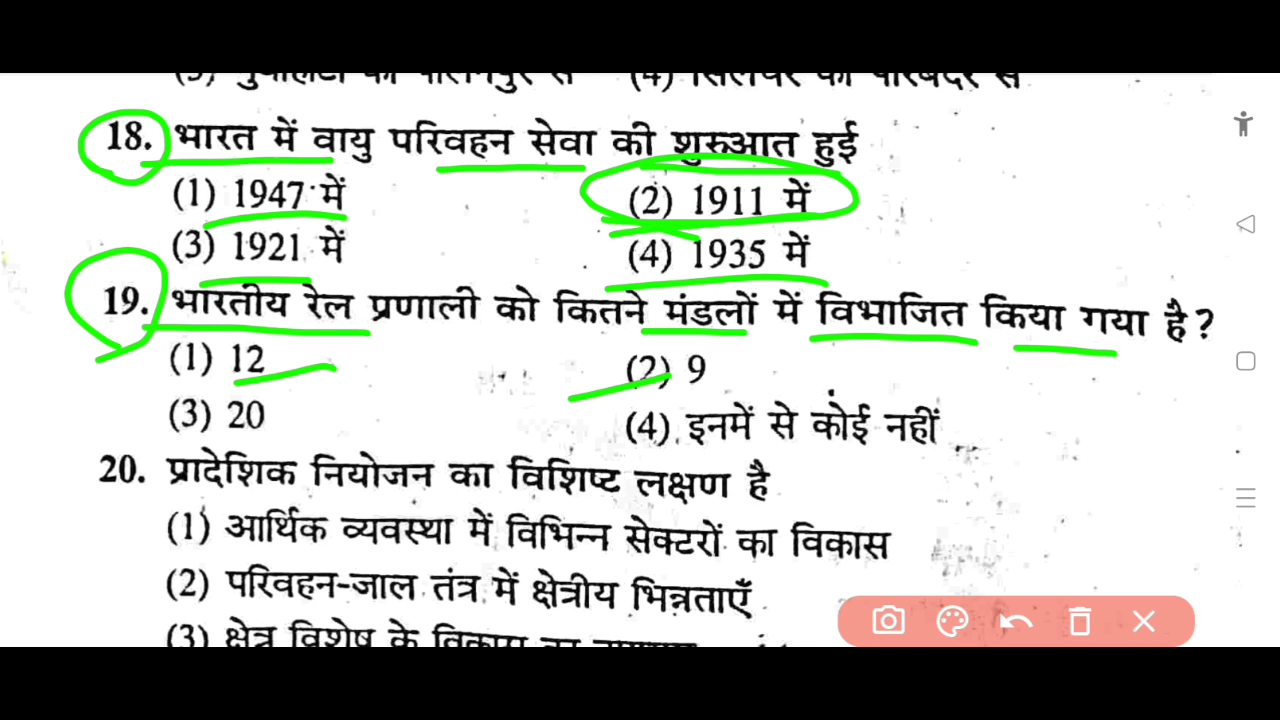 18. भारत में वायु परिवहन सेवा की शुरुआत हुई
(1) 1947 में (2) 1911 में
(3) 1921 में (4) 1935 में
19. भारतीय रेल प्रणाली को कितने मंडलों में विभाजित किया गया है?
(1) 12 (2) 9
(3) 20 (4) इनमें से कोई नहीं
20. प्रादेशिक नियोजन का विशिष्ट लक्षण है
(1) आर्थिक व्यवस्था में विभिन्न सेक्टरों का विकास
(2) परिवहन-जाल तंत्र में क्षेत्रीय भिन्नताएँ
(3) क्षेत्र विशेष के विकास का